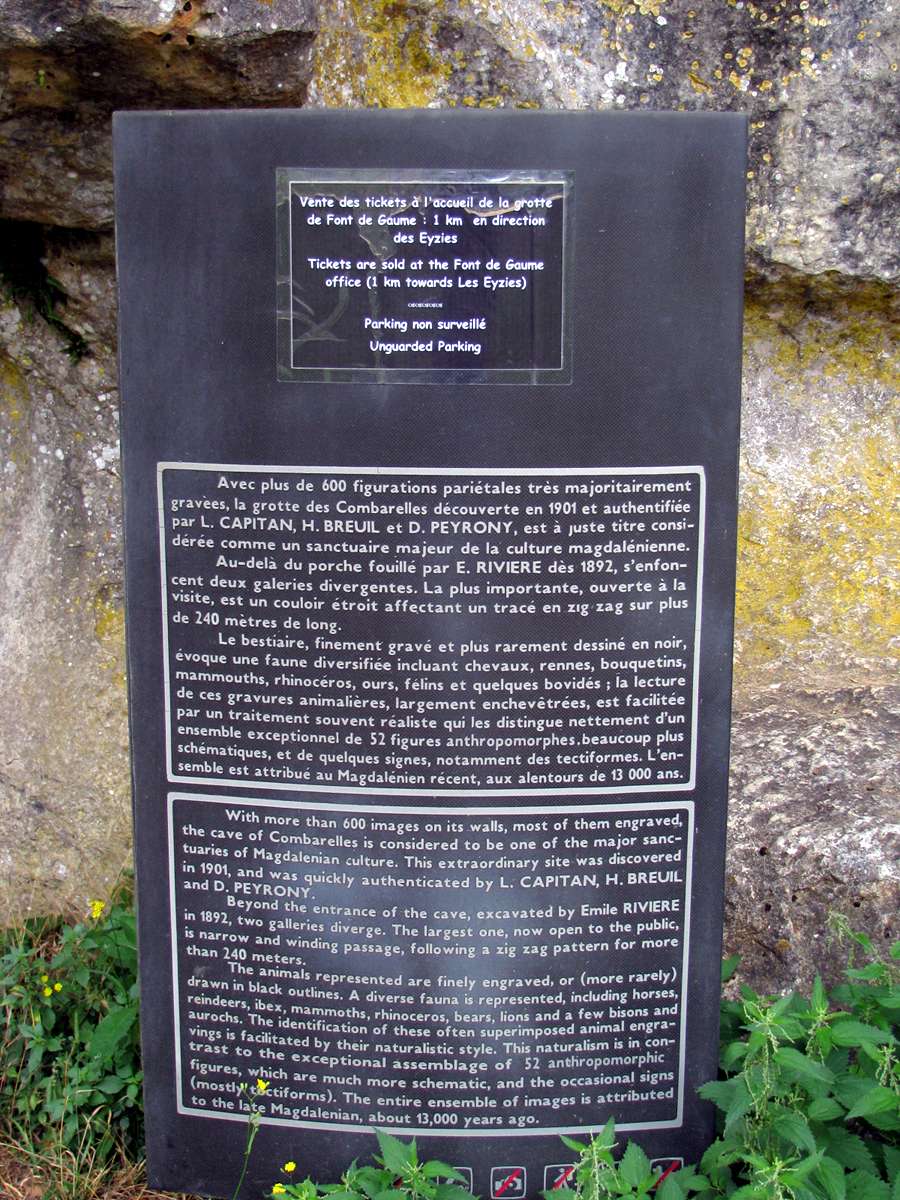 Vente des tickets à l'accueil de la grotte
de Font de Gaume : 1 km en direction
des Eyzies
Tickets are sold at the Font de Gaume
office (1 km towards Les Eyzies)
Parking non surveillé
Unguarded Parking
Avec plus de 600 figurations pariétales très majoritairement
gravèes, la grotte des Combarelles découverte en 1901 et authentifiée
par L. CAPITAN, H. BREUIL et D. PEYRONY, est à juste titre consi-
dérée comme un sanctuaire majeur de la culture magdalénienne.
Au-delà du porche fouillé par E. RIVIERE dès 1892, s'enfon-
cent deux galeries divergentes. La plus importante, ouverte à la
visite, est un couloir étroit affectant un tracé en zig zag sur plus
de 240 mètres de long.
Le bestiaire, finement gravé et plus rarement dessiné en noir,
évoque une faune diversifiée incluant chevaux, rennes, bouquetins,
mammouths, rhinocéros, ours, félins et quelques bovidés ; la lecture
de ces gravures animalières, largement enchevêtrées, est facilitée
par un traitement souvent réaliste qui les distingue nettement d'un
ensemble exceptionnel de 52 figures anthropomorphes.beaucoup plus
schématiques, et de quelques signes, notamment des tectiformes. L'en-
semble est attribué au Magdalénien récent, aux alentours de 13 000 ans.
With more than 600 images on its walls, most of them engraved,
the cave of Combarelles is considered to be one of the major sanc-
tuaries of Magdalenian culture. This extraordinary site was discovered
in 1901, and was quickly authenticated by L. CAPITAN, H. BREUIL
and D. PEYRONY.
Beyond the entrance of the cave, excavated by Emile RIVIERE
in 1892, two galleries diverge. The largest one, now open to the public,
is narrow and winding passage, following a zig zag pattern for more
than 240 meters.
The animals represented are finely engraved, or (more rarely)
drawn in black outlines. A diverse fauna is represented, including horses,
reindeers, ibex, mammoths, rhinoceros, bears, lions and a few bisons and
aurochs. The identification of these often superimposed animal engra-
vings is facilitated by their naturalistic style. This naturalism is in con-
trast to the exceptional assemblage of 52 anthropomorphic
figures, which are much more schematic, and the occasional signs
(mostly tectiforms). The entire ensemble of images is attributed
to the late Magdalenian, about 13,000 years ago.